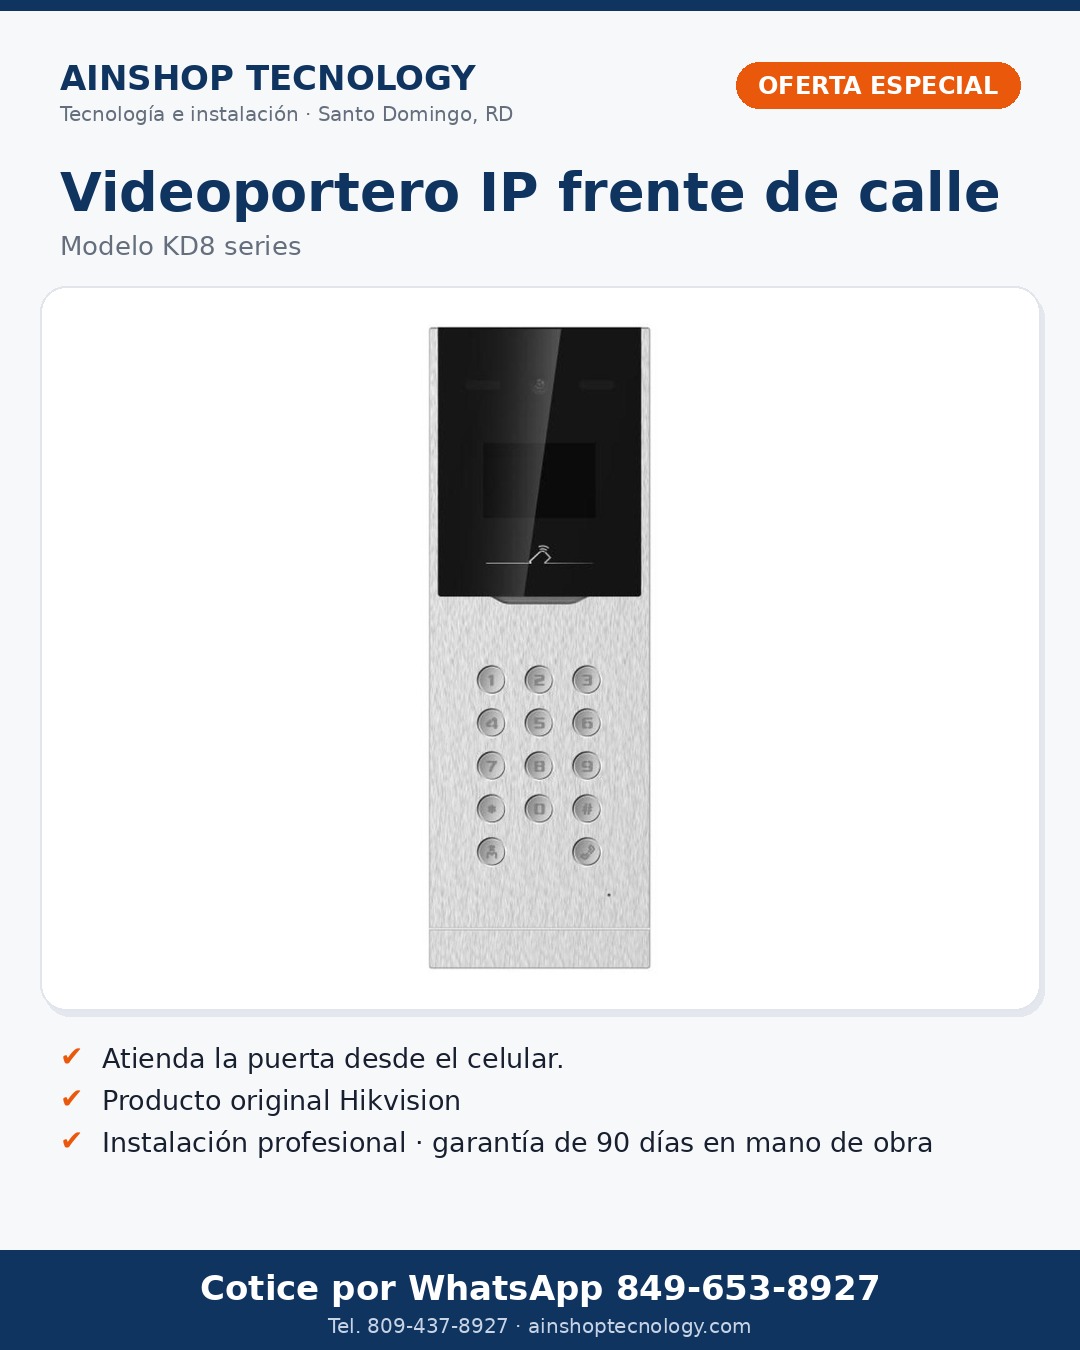 AINSHOP TECNOLOGY
OFERTA ESPECIAL
Tecnología e instalación · Santo Domingo, RD
Videoportero IP frente de calle
Modelo KD8 series
1 2 3
4 5 6
7 8 9
* 0 #
✔ Atienda la puerta desde el celular.
✔ Producto original Hikvision
✔ Instalación profesional · garantía de 90 días en mano de obra
Cotice por WhatsApp 849-653-8927
Tel. 809-437-8927 · ainshoptecnology.com